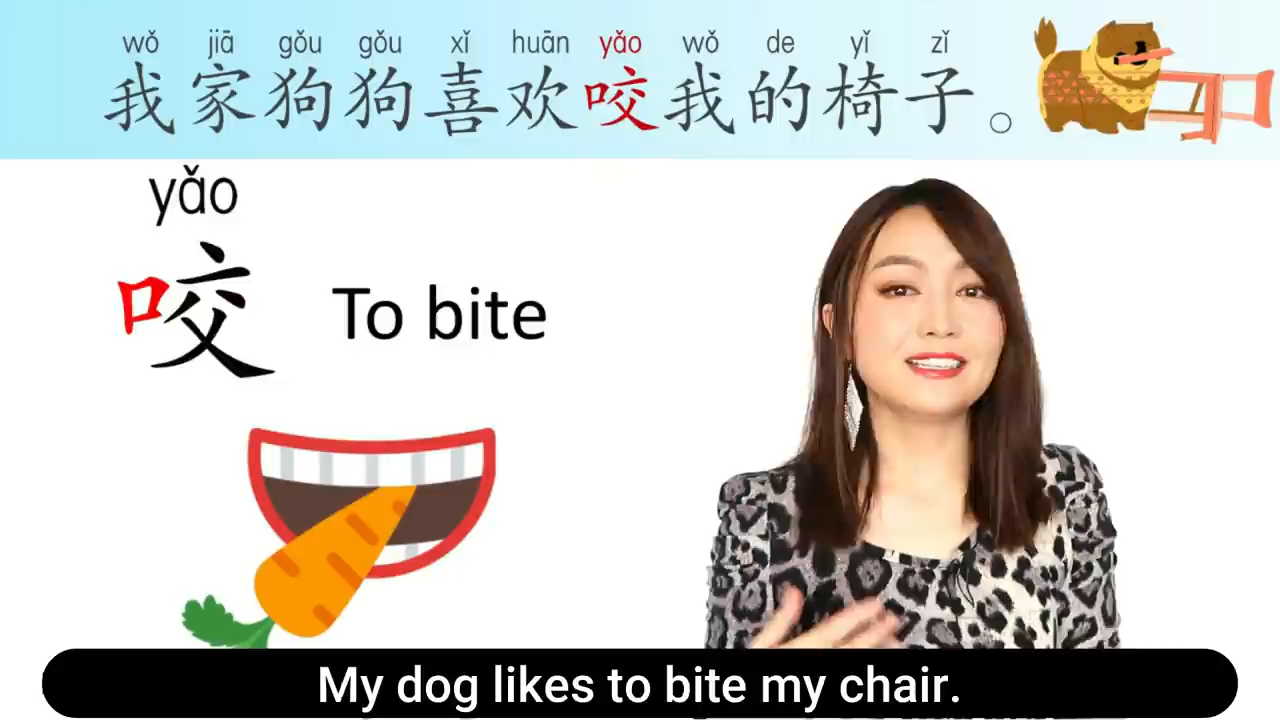 wǒ jiā gǒu gǒu xǐ huān yǎo wǒ de yǐ zǐ
我家狗狗喜欢咬我的椅子。
yǎo
咬 To bite
My dog likes to bite my chair.